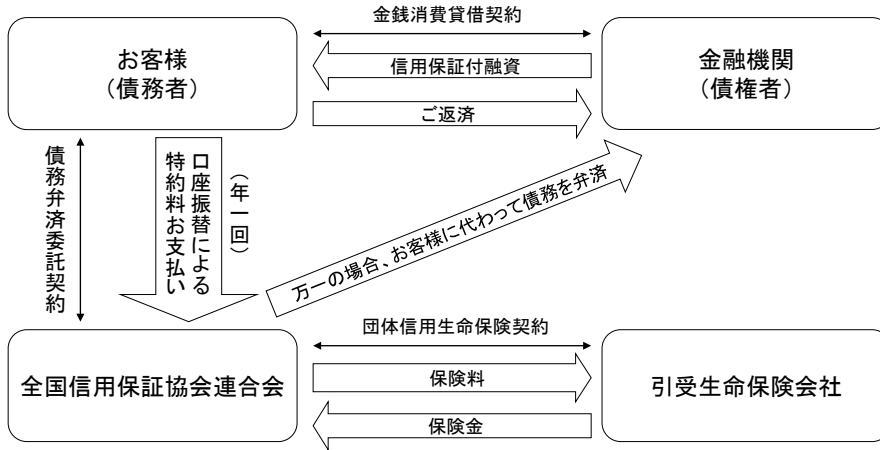 金銭消費貸借契約
お客様
（債務者）
信用保証付融資
ご返済
金融機関
（債権者）
債務弁済委託契約
口座振替による
特約料お支払い
（年一回）
万一の場合、お客様に代わって債務を弁済
団体信用生命保険契約
全国信用保証協会連合会
保険料
保険金
引受生命保険会社